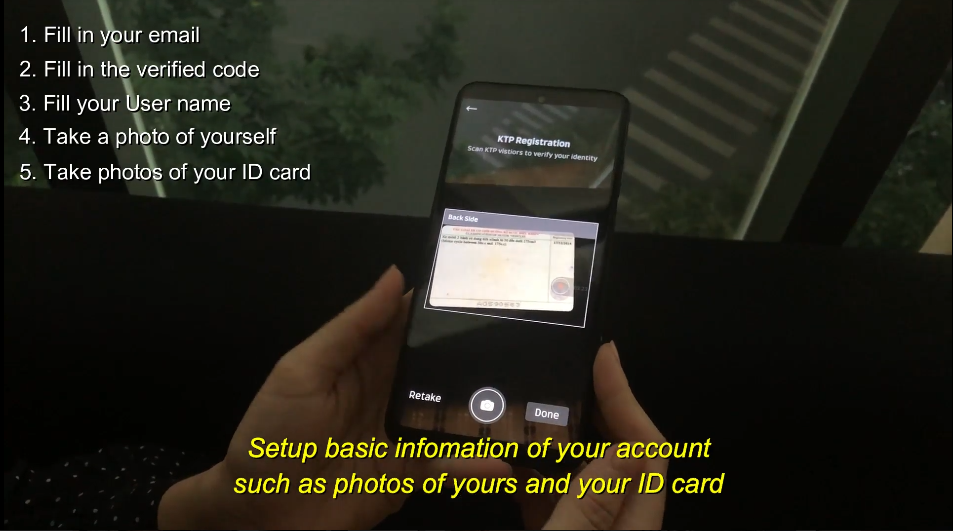 1. Fill in your email
2. Fill in the verified code
3. Fill your User name
4. Take a photo of yourself
5. Take photos of your ID card
←
KTP Registration
Scan KTP vistiors to verify your identity
Back Side
Retake
Done
Setup basic infomation of your account
such as photos of yours and your ID card